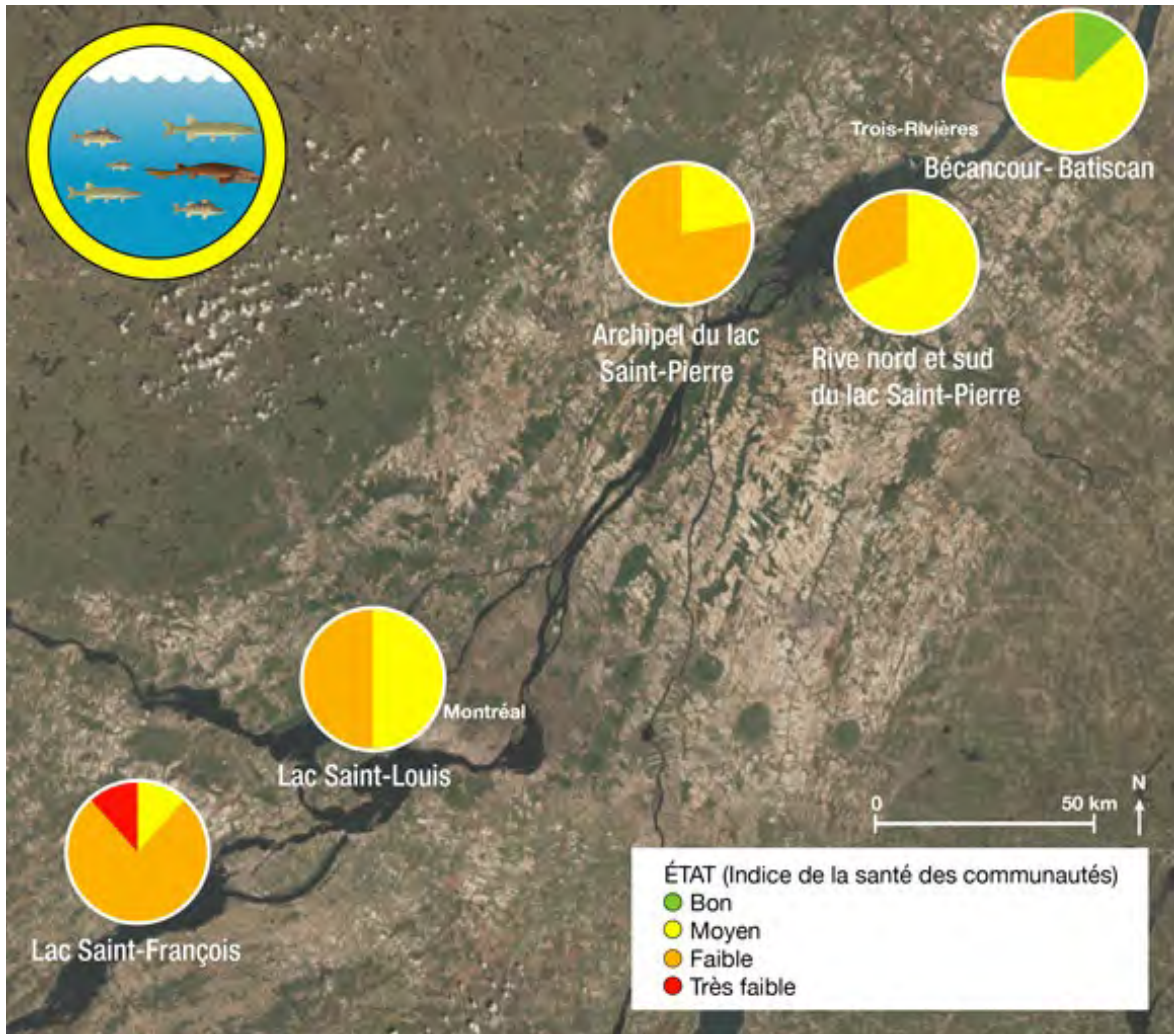 Trois-Rivières
Bécancour- Batiscan
Archipel du lac
Saint-Pierre
Rive nord et sud
du lac Saint-Pierre
Montréal
Lac Saint-Louis
Lac Saint-François
0 50 km
N
ÉTAT (Indice de la santé des communautés)
Bon
Moyen
Faible
Très faible